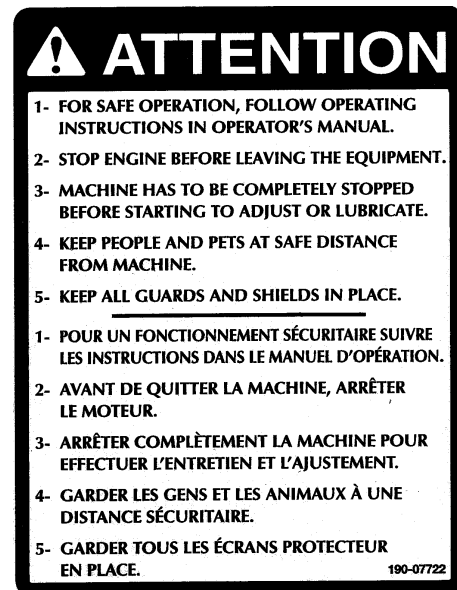 ATTENTION
1- FOR SAFE OPERATION, FOLLOW OPERATING
INSTRUCTIONS IN OPERATOR'S MANUAL.
2- STOP ENGINE BEFORE LEAVING THE EQUIPMENT.
3- MACHINE HAS TO BE COMPLETELY STOPPED
BEFORE STARTING TO ADJUST OR LUBRICATE.
4- KEEP PEOPLE AND PETS AT SAFE DISTANCE
FROM MACHINE.
5- KEEP ALL GUARDS AND SHIELDS IN PLACE.
1- POUR UN FONCTIONNEMENT SÉCURITAIRE SUIVRE
LES INSTRUCTIONS DANS LE MANUEL D'OPÉRATION.
2- AVANT DE QUITTER LA MACHINE, ARRÊTER
LE MOTEUR.
3- ARRÊTER COMPLÈTEMENT LA MACHINE POUR
EFFECTUER L'ENTRETIEN ET L'AJUSTEMENT.
4- GARDER LES GENS ET LES ANIMAUX À UNE
DISTANCE SÉCURITAIRE.
5- GARDER TOUS LES ÉCRANS PROTECTEUR
EN PLACE.
190-07722